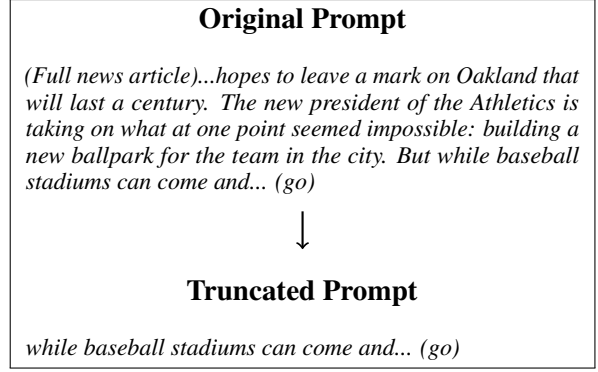 Original Prompt
(Full news article)...hopes to leave a mark on Oakland that
will last a century. The new president of the Athletics is
taking on what at one point seemed impossible: building a
new ballpark for the team in the city. But while baseball
stadiums can come and... (go)
↓
Truncated Prompt
while baseball stadiums can come and... (go)